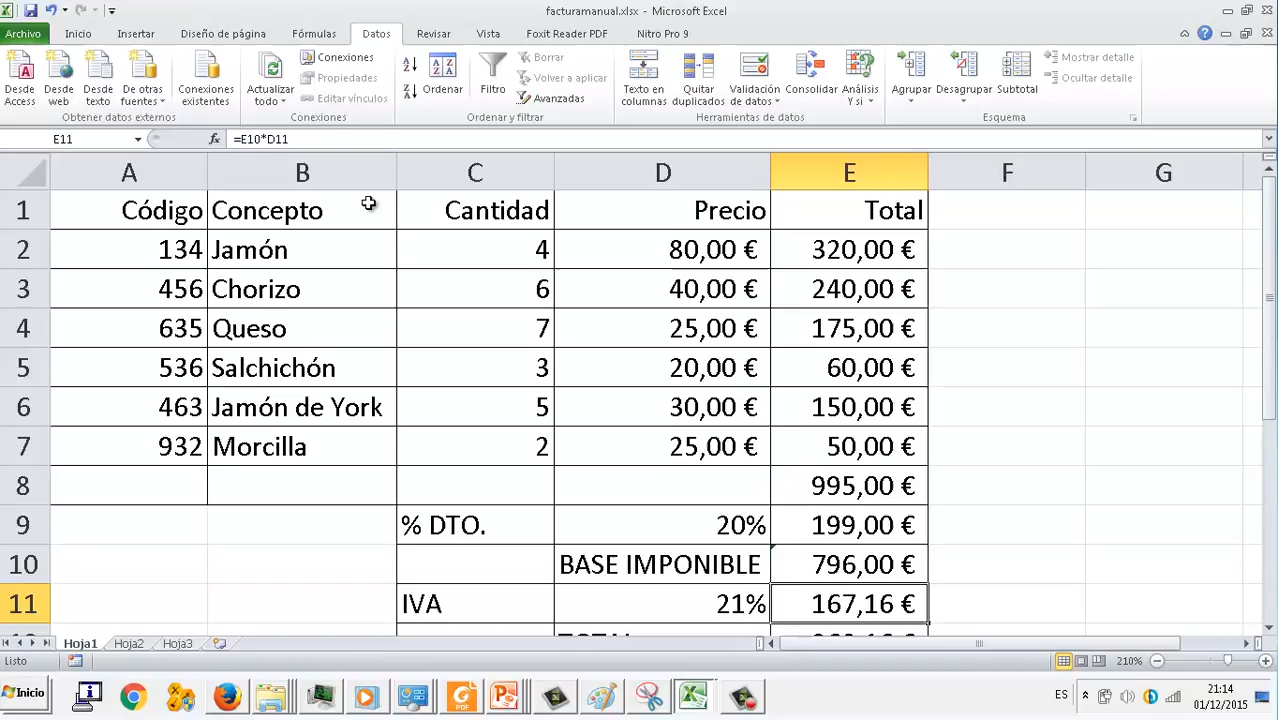 facturamanual.xlsx - Microsoft Excel
Archivo Inicio Insertar Diseño de página Fórmulas Datos Revisar Vista Foxit Reader PDF Nitro Pro 9
Desde Access
Desde web
Desde texto
De otras fuentes
Conexiones existentes
Obtener datos externos
Actualizar todo
Conexiones
Propiedades
Editar vínculos
Conexiones
Ordenar
Filtro
Borrar
Volver a aplicar
Avanzadas
Ordenar y filtrar
Texto en columnas
Quitar duplicados
Validación de datos
Consolidar
Análisis Y si
Herramientas de datos
Agrupar
Desagrupar
Subtotal
Mostrar detalle
Ocultar detalle
Esquema
E11 fx =E10*D11
A B C D E F G
1 Código Concepto Cantidad Precio Total
2 134 Jamón 4 80,00 € 320,00 €
3 456 Chorizo 6 40,00 € 240,00 €
4 635 Queso 7 25,00 € 175,00 €
5 536 Salchichón 3 20,00 € 60,00 €
6 463 Jamón de York 5 30,00 € 150,00 €
7 932 Morcilla 2 25,00 € 50,00 €
8 995,00 €
9 % DTO. 20% 199,00 €
10 BASE IMPONIBLE 796,00 €
11 IVA 21% 167,16 €
Hoja1 Hoja2 Hoja3
Listo 210%
Inicio PDF ES 21:14
01/12/2015